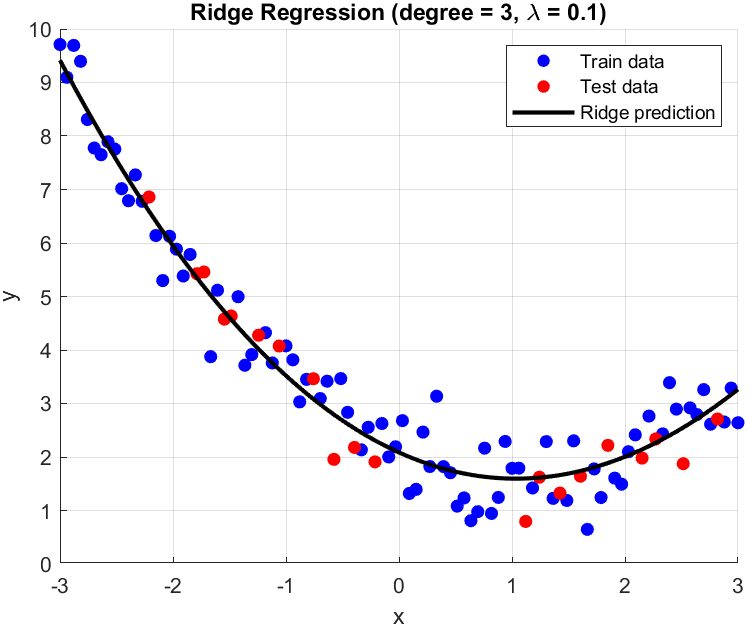 Ridge Regression (degree = 3, λ = 0.1)
10
9
8
7
6
5
4
3
2
1
0
y
-3 -2 -1 0 1 2 3
x
Train data
Test data
Ridge prediction